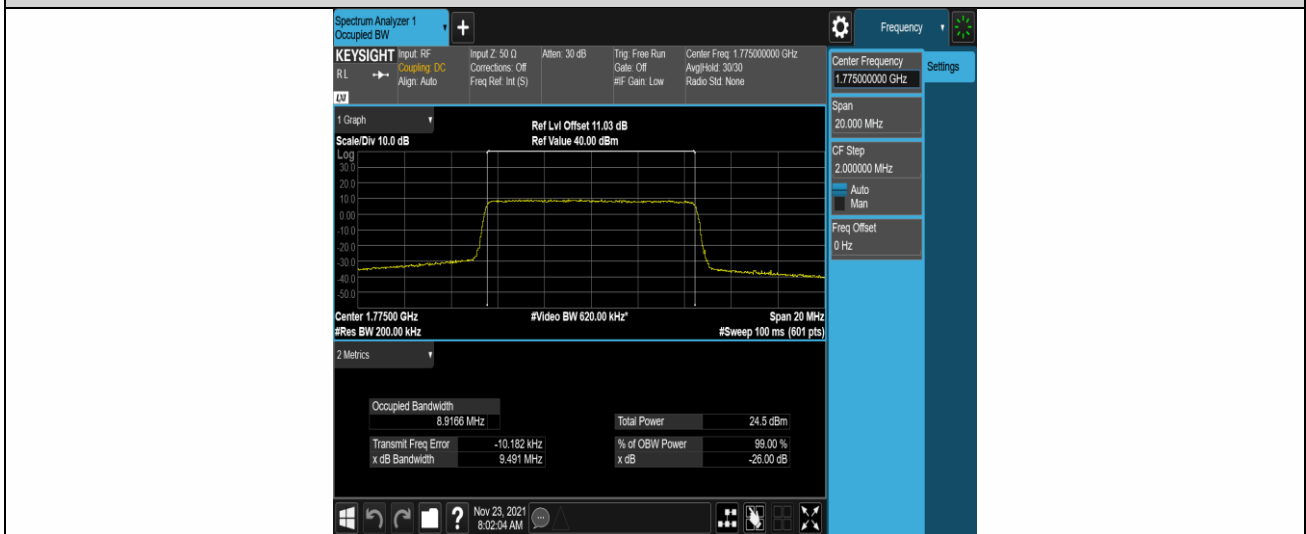 Spectrum Analyzer 1
Occupied BW
+
Frequency
KEYSIGHT
R L
LXI
Input: RF
Coupling: DC
Align: Auto
Input Z: 50 Ω
Corrections: Off
Freq Ref: Int (S)
Atten: 30 dB
Trig: Free Run
Gate: Off
#IF Gain: Low
Center Freq: 1.775000000 GHz
Avg|Hold: 30/30
Radio Std: None
Center Frequency
1.775000000 GHz
Settings
Span
20.000 MHz
CF Step
2.000000 MHz
Auto
Man
Freq Offset
0 Hz
1 Graph
Scale/Div 10.0 dB
Ref Lvl Offset 11.03 dB
Ref Value 40.00 dBm
Log
30.0
20.0
10.0
0.00
-10.0
-20.0
-30.0
-40.0
-50.0
Center 1.77500 GHz
#Video BW 620.00 kHz*
Span 20 MHz
#Res BW 200.00 kHz
#Sweep 100 ms (601 pts)
2 Metrics
Occupied Bandwidth
8.9166 MHz
Total Power 24.5 dBm
Transmit Freq Error -10.182 kHz
% of OBW Power 99.00 %
x dB Bandwidth 9.491 MHz
x dB -26.00 dB
?
Nov 23, 2021
8:02:04 AM